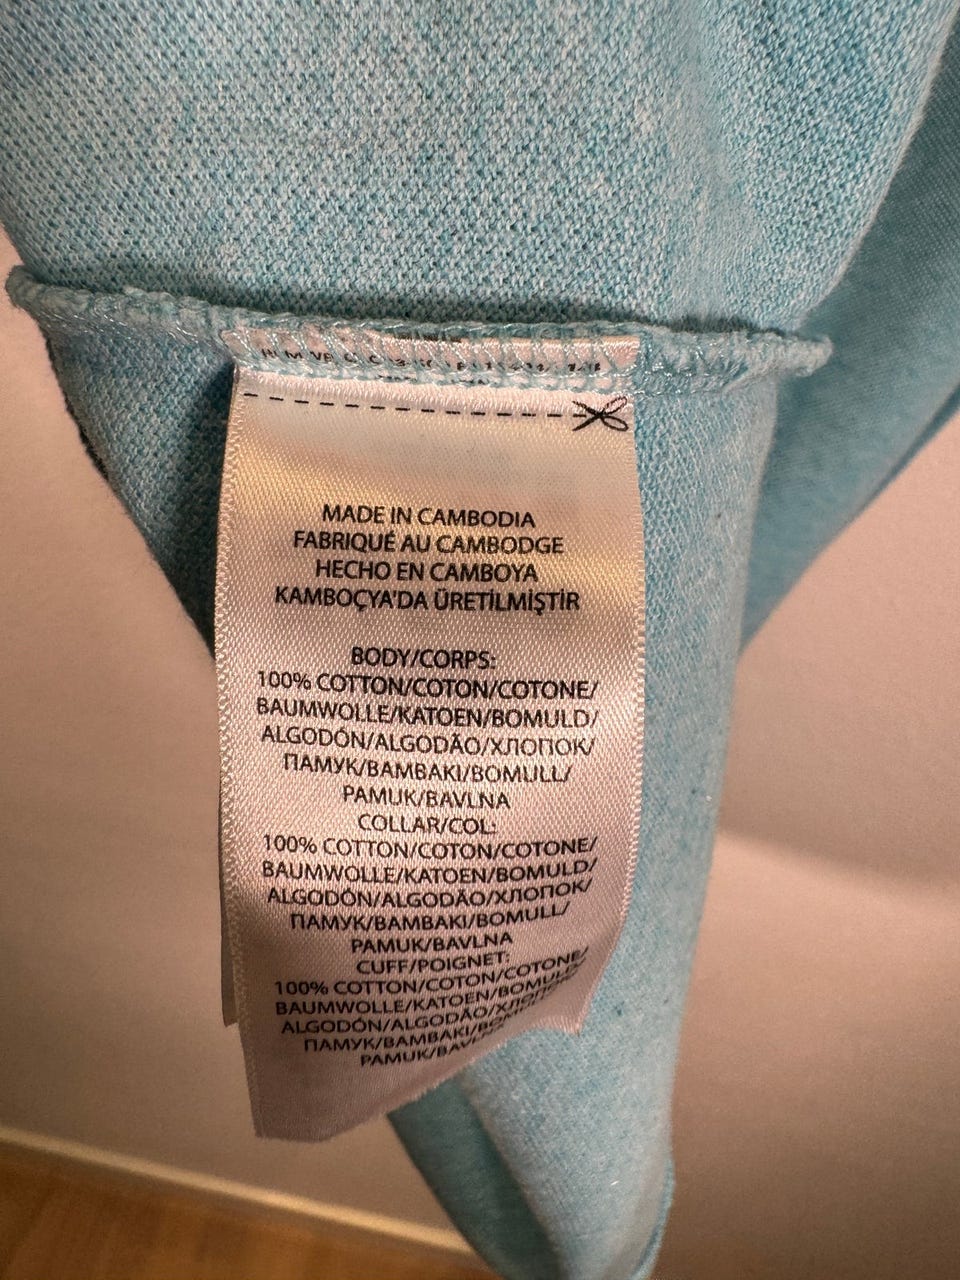 MADE IN CAMBODIA
FABRIQUÉ AU CAMBODGE
HECHO EN CAMBOYA
KAMBOÇYA'DA ÜRETİLMİŞTİR
BODY/CORPS:
100% COTTON/COTON/COTONE/
BAUMWOLLE/KATOEN/BOMULD/
ALGODÓN/ALGODÃO/ХЛОПОК/
ПАМУК/BAMBAKI/BOMULL/
PAMUK/BAVLNA
COLLAR/COL:
100% COTTON/COTON/COTONE/
BAUMWOLLE/KATOEN/BOMULD/
ALGODÓN/ALGODÃO/ХЛОПОК/
ПАМУК/BAMBAKI/BOMULL/
PAMUK/BAVLNA
CUFF/POIGNET:
100% COTTON/COTON/COTONE/
BAUMWOLLE/KATOEN/BOMULD/
ALGODÓN/ALGODÃO/ХЛОПОК/
ПАМУК/BAMBAKI/
PAMUK/BAVLNA